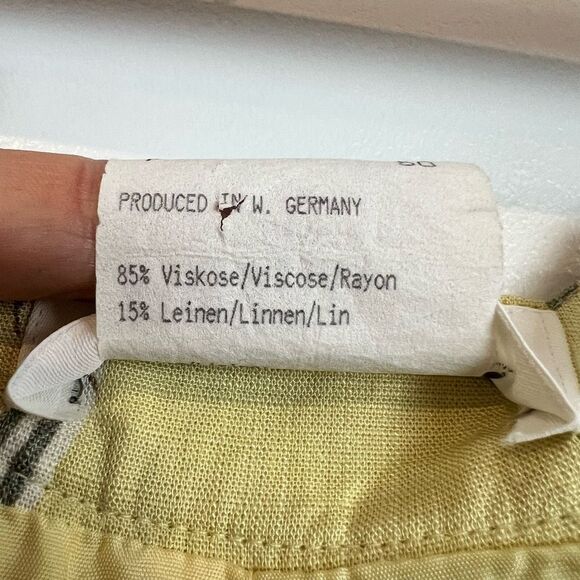 PRODUCED IN W. GERMANY
85% Viskose/Viscose/Rayon
15% Leinen/Linnen/Lin